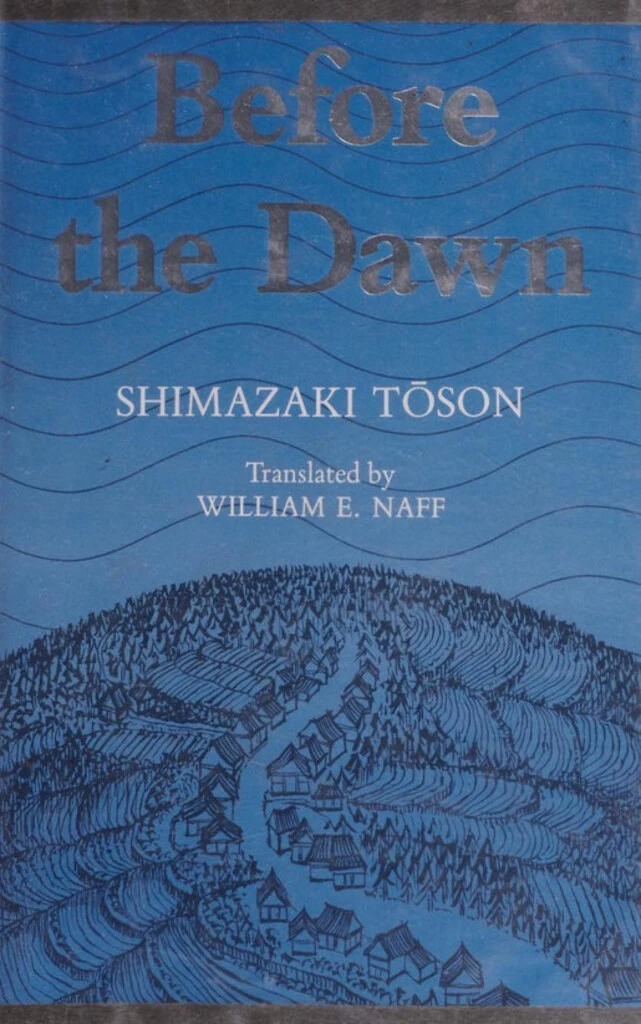 Before
the Dawn
SHIMAZAKI TŌSON
Translated by
WILLIAM E. NAFF